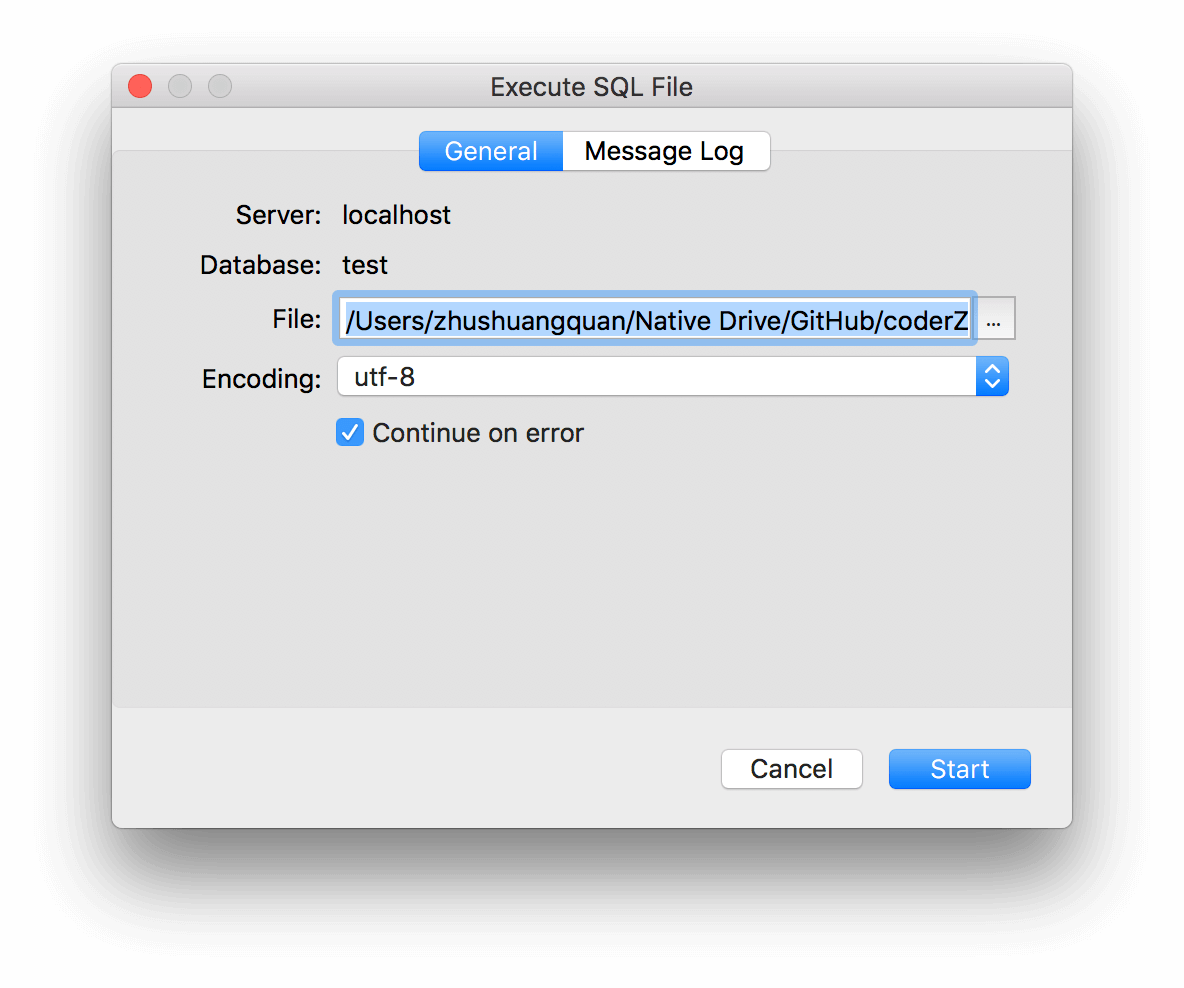 Execute SQL File
General Message Log
Server: localhost
Database: test
File: /Users/zhushuangquan/Native Drive/GitHub/coderZ ...
Encoding: utf-8
Continue on error
Cancel Start